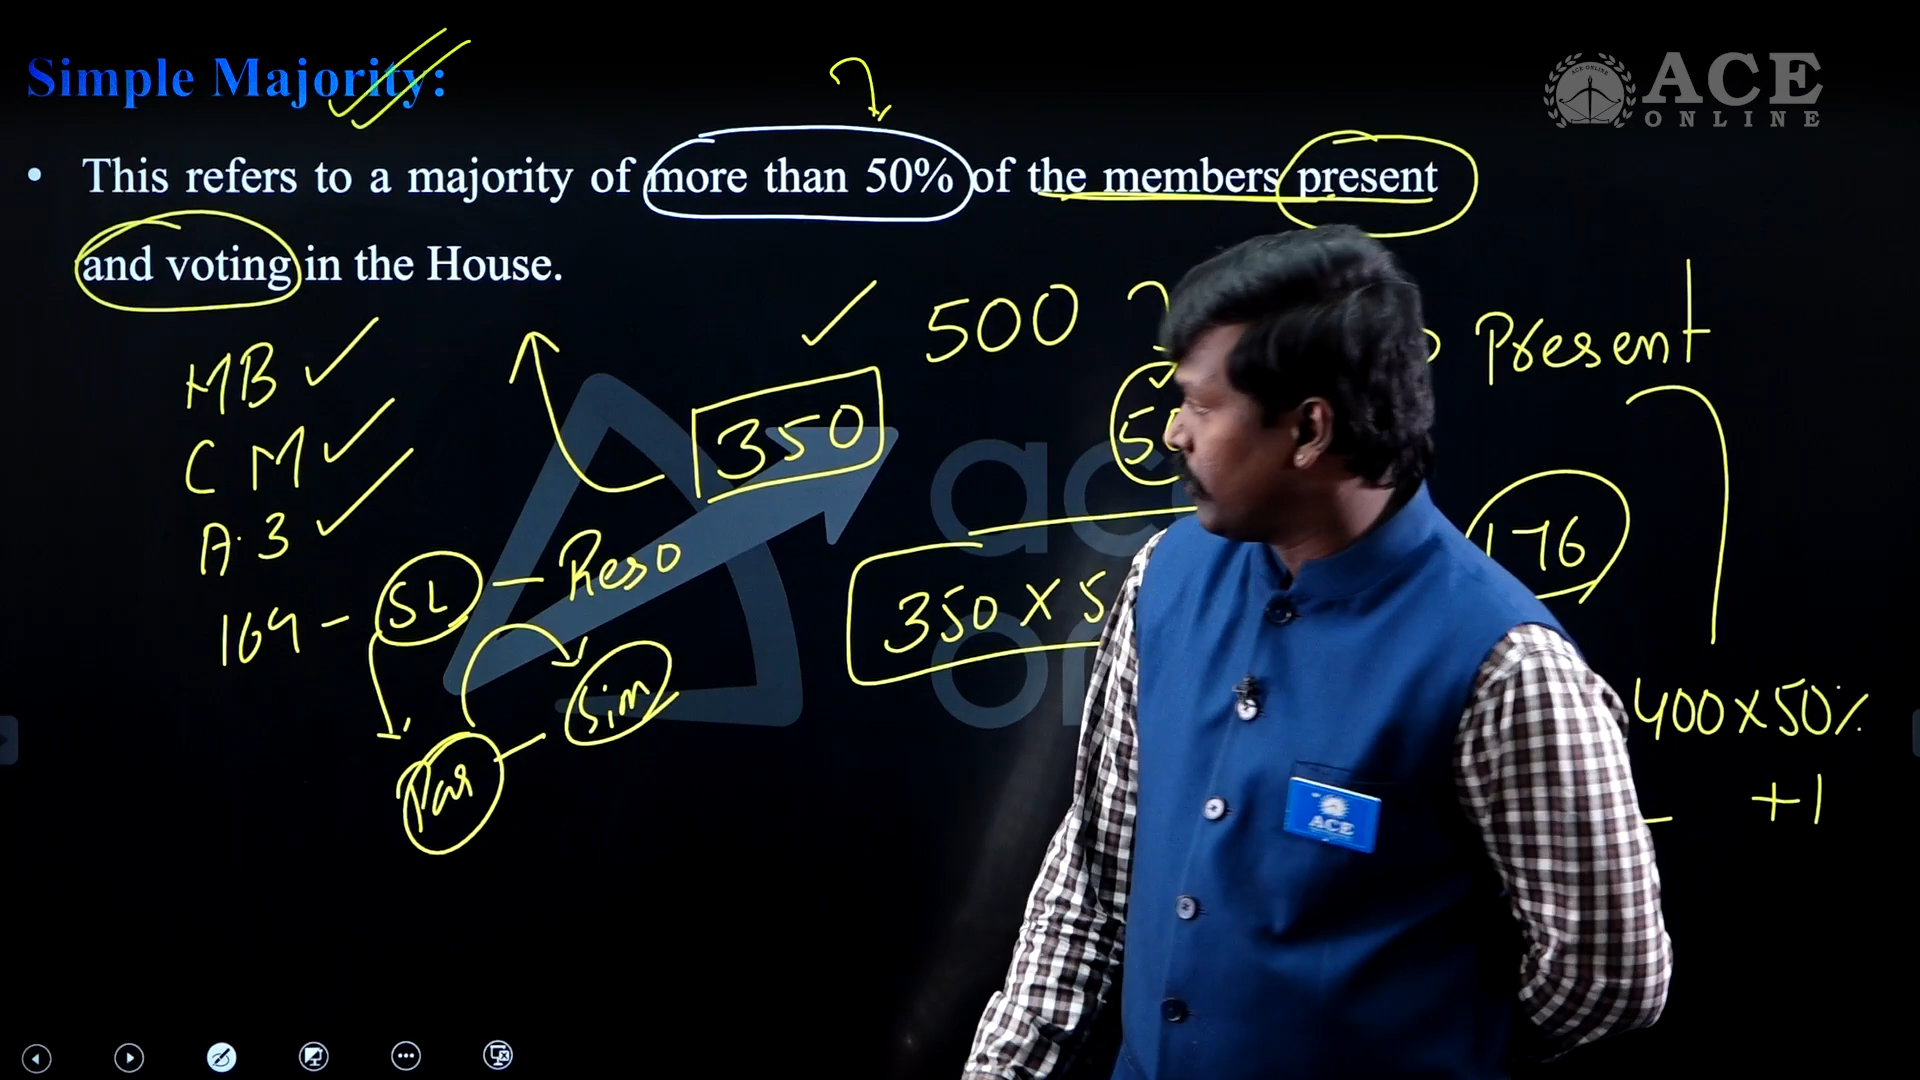 Simple Majority:
ACE
ONLINE
• This refers to a majority of more than 50% of the members present
and voting in the House.
500
Present
MB
350
CM
A·3
SL - Reso
176
169 -
350 X 5
Sim
400 X 50%
Par -
+1
ACE